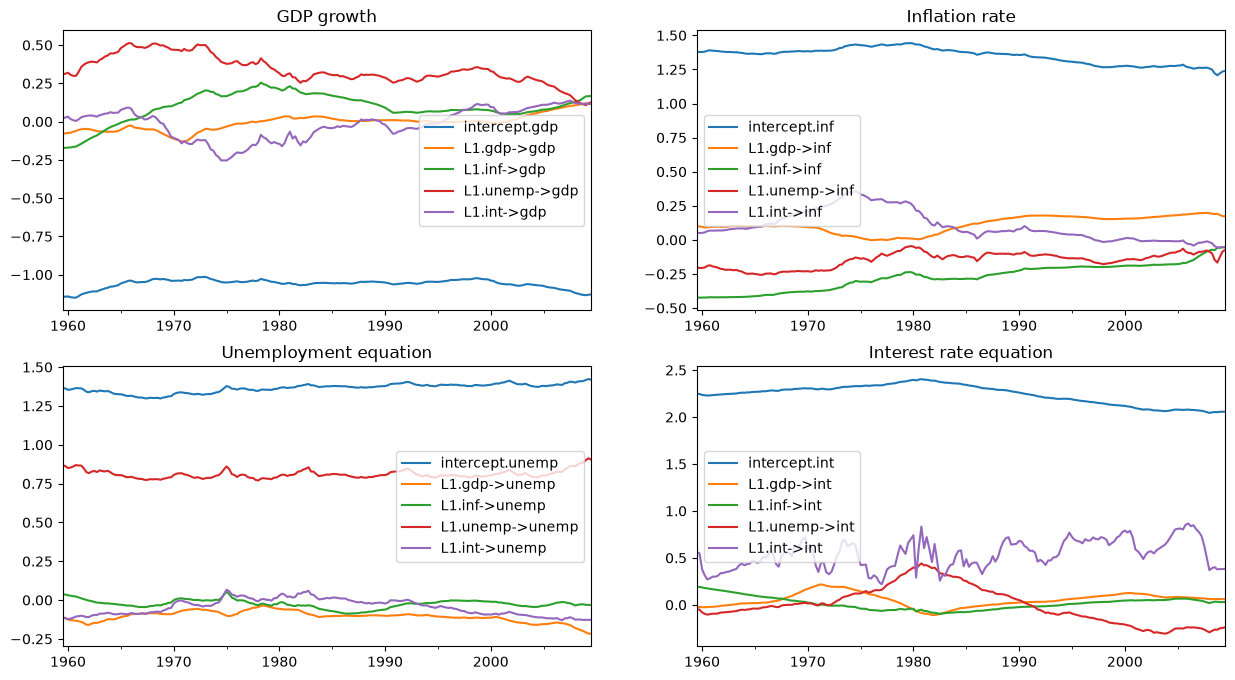 GDP growth
0.50
0.25
0.00
−0.25
−0.50
−0.75
−1.00
intercept.gdp
L1.gdp->gdp
L1.inf->gdp
L1.unemp->gdp
L1.int->gdp
1960 1970 1980 1990 2000
Inflation rate
1.50
1.25
1.00
0.75
0.50
0.25
0.00
−0.25
−0.50
intercept.inf
L1.gdp->inf
L1.inf->inf
L1.unemp->inf
L1.int->inf
1960 1970 1980 1990 2000
Unemployment equation
1.50
1.25
1.00
0.75
0.50
0.25
0.00
−0.25
intercept.unemp
L1.gdp->unemp
L1.inf->unemp
L1.unemp->unemp
L1.int->unemp
1960 1970 1980 1990 2000
Interest rate equation
2.5
2.0
1.5
1.0
0.5
0.0
intercept.int
L1.gdp->int
L1.inf->int
L1.unemp->int
L1.int->int
1960 1970 1980 1990 2000